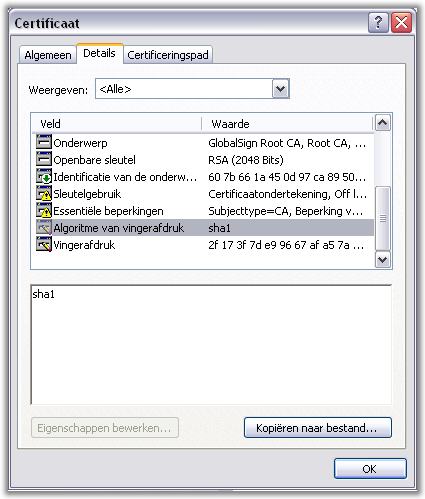 Certificaat
Algemeen Details Certificeringspad
Weergeven: <Alle>
Veld Waarde
Onderwerp GlobalSign Root CA, Root CA, ...
Openbare sleutel RSA (2048 Bits)
Identificatie van de onderw... 60 7b 66 1a 45 0d 97 ca 89 50...
Sleutelgebruik Certificaatondertekening, Off l...
Essentiële beperkingen Subjecttype=CA, Beperking v...
Algoritme van vingerafdruk sha1
Vingerafdruk 2f 17 3f 7d e9 96 67 af a5 7a ...
sha1
Eigenschappen bewerken...
Kopiëren naar bestand...
OK